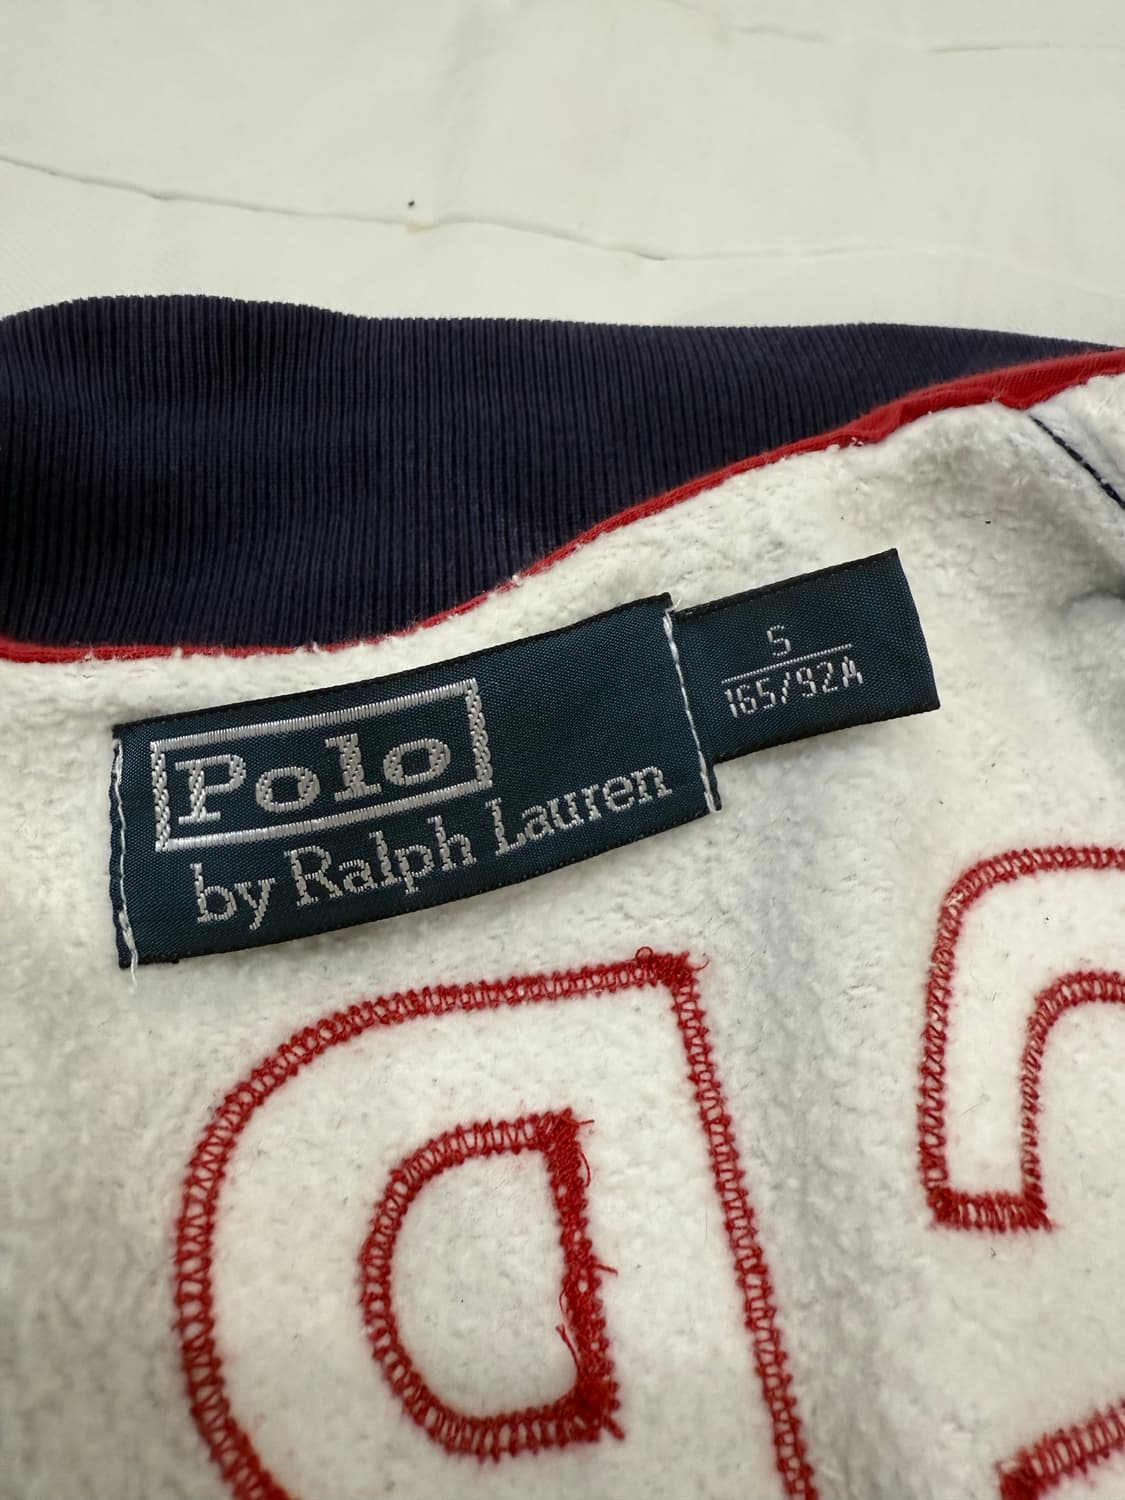 Polo
by Ralph Lauren
S
165/92A